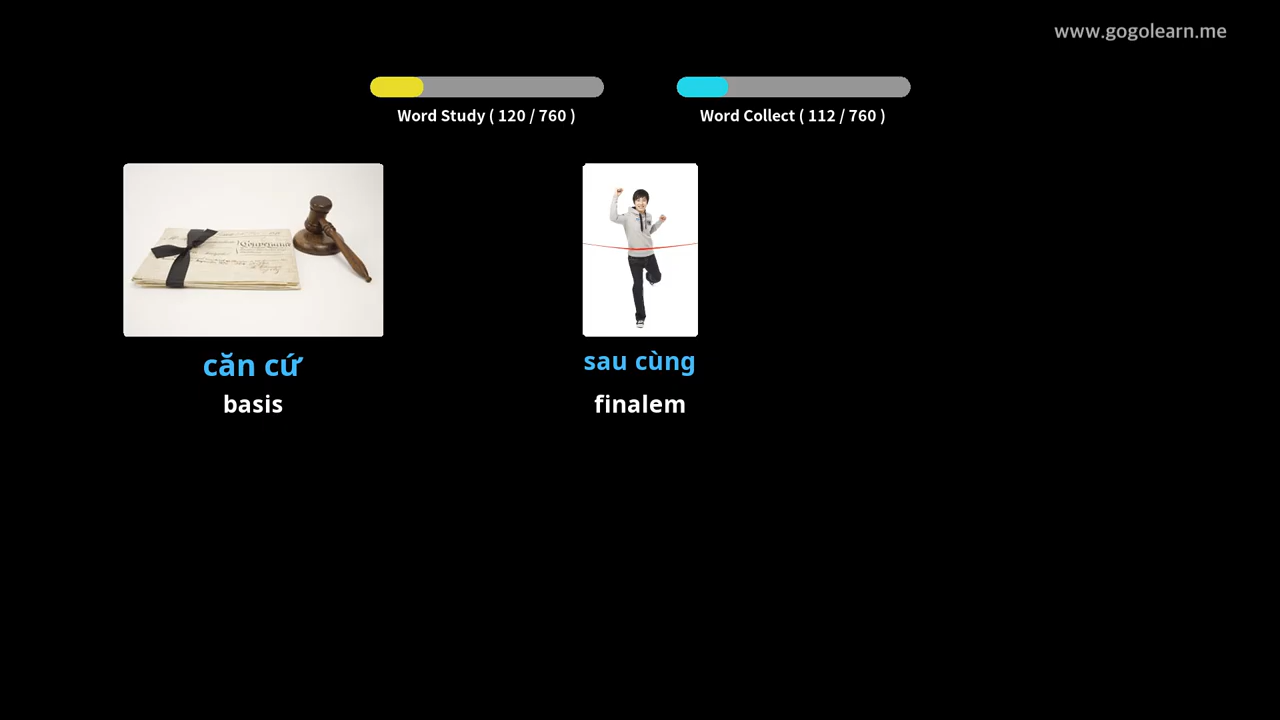 www.gogolearn.me
Word Study ( 120 / 760 )
Word Collect ( 112 / 760 )
căn cứ
basis
sau cùng
finalem